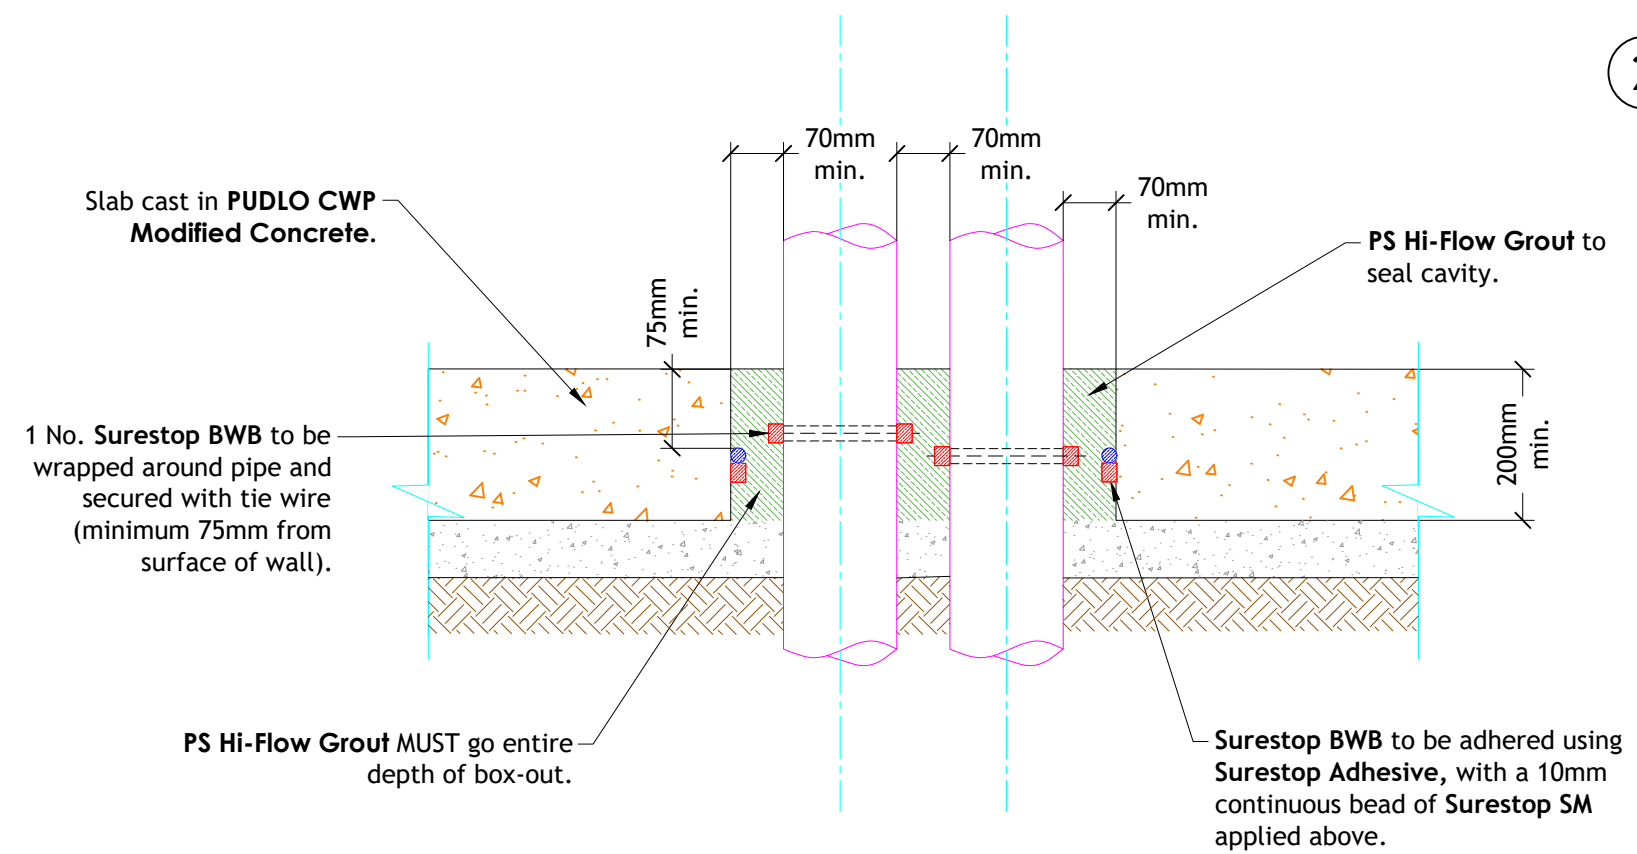 70mm
min.
70mm
min.
70mm
min.
Slab cast in PUDLO CWP
Modified Concrete.
PS Hi-Flow Grout to
seal cavity.
75mm
min.
1 No. Surestop BWB to be
wrapped around pipe and
secured with tie wire
(minimum 75mm from
surface of wall).
200mm
min.
PS Hi-Flow Grout MUST go entire
depth of box-out.
Surestop BWB to be adhered using
Surestop Adhesive, with a 10mm
continuous bead of Surestop SM
applied above.